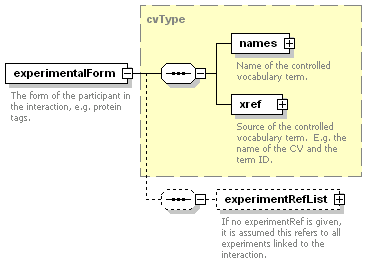 cvType
names
Name of the controlled
vocabulary term.
experimentalForm
The form of the participant in
the interaction, e.g. protein
tags.
xref
Source of the controlled
vocabulary term.  E.g. the
name of the CV and the
term ID.
experimentRefList
If no experimentRef is given,
it is assumed this refers to all
experiments linked to the
interaction.